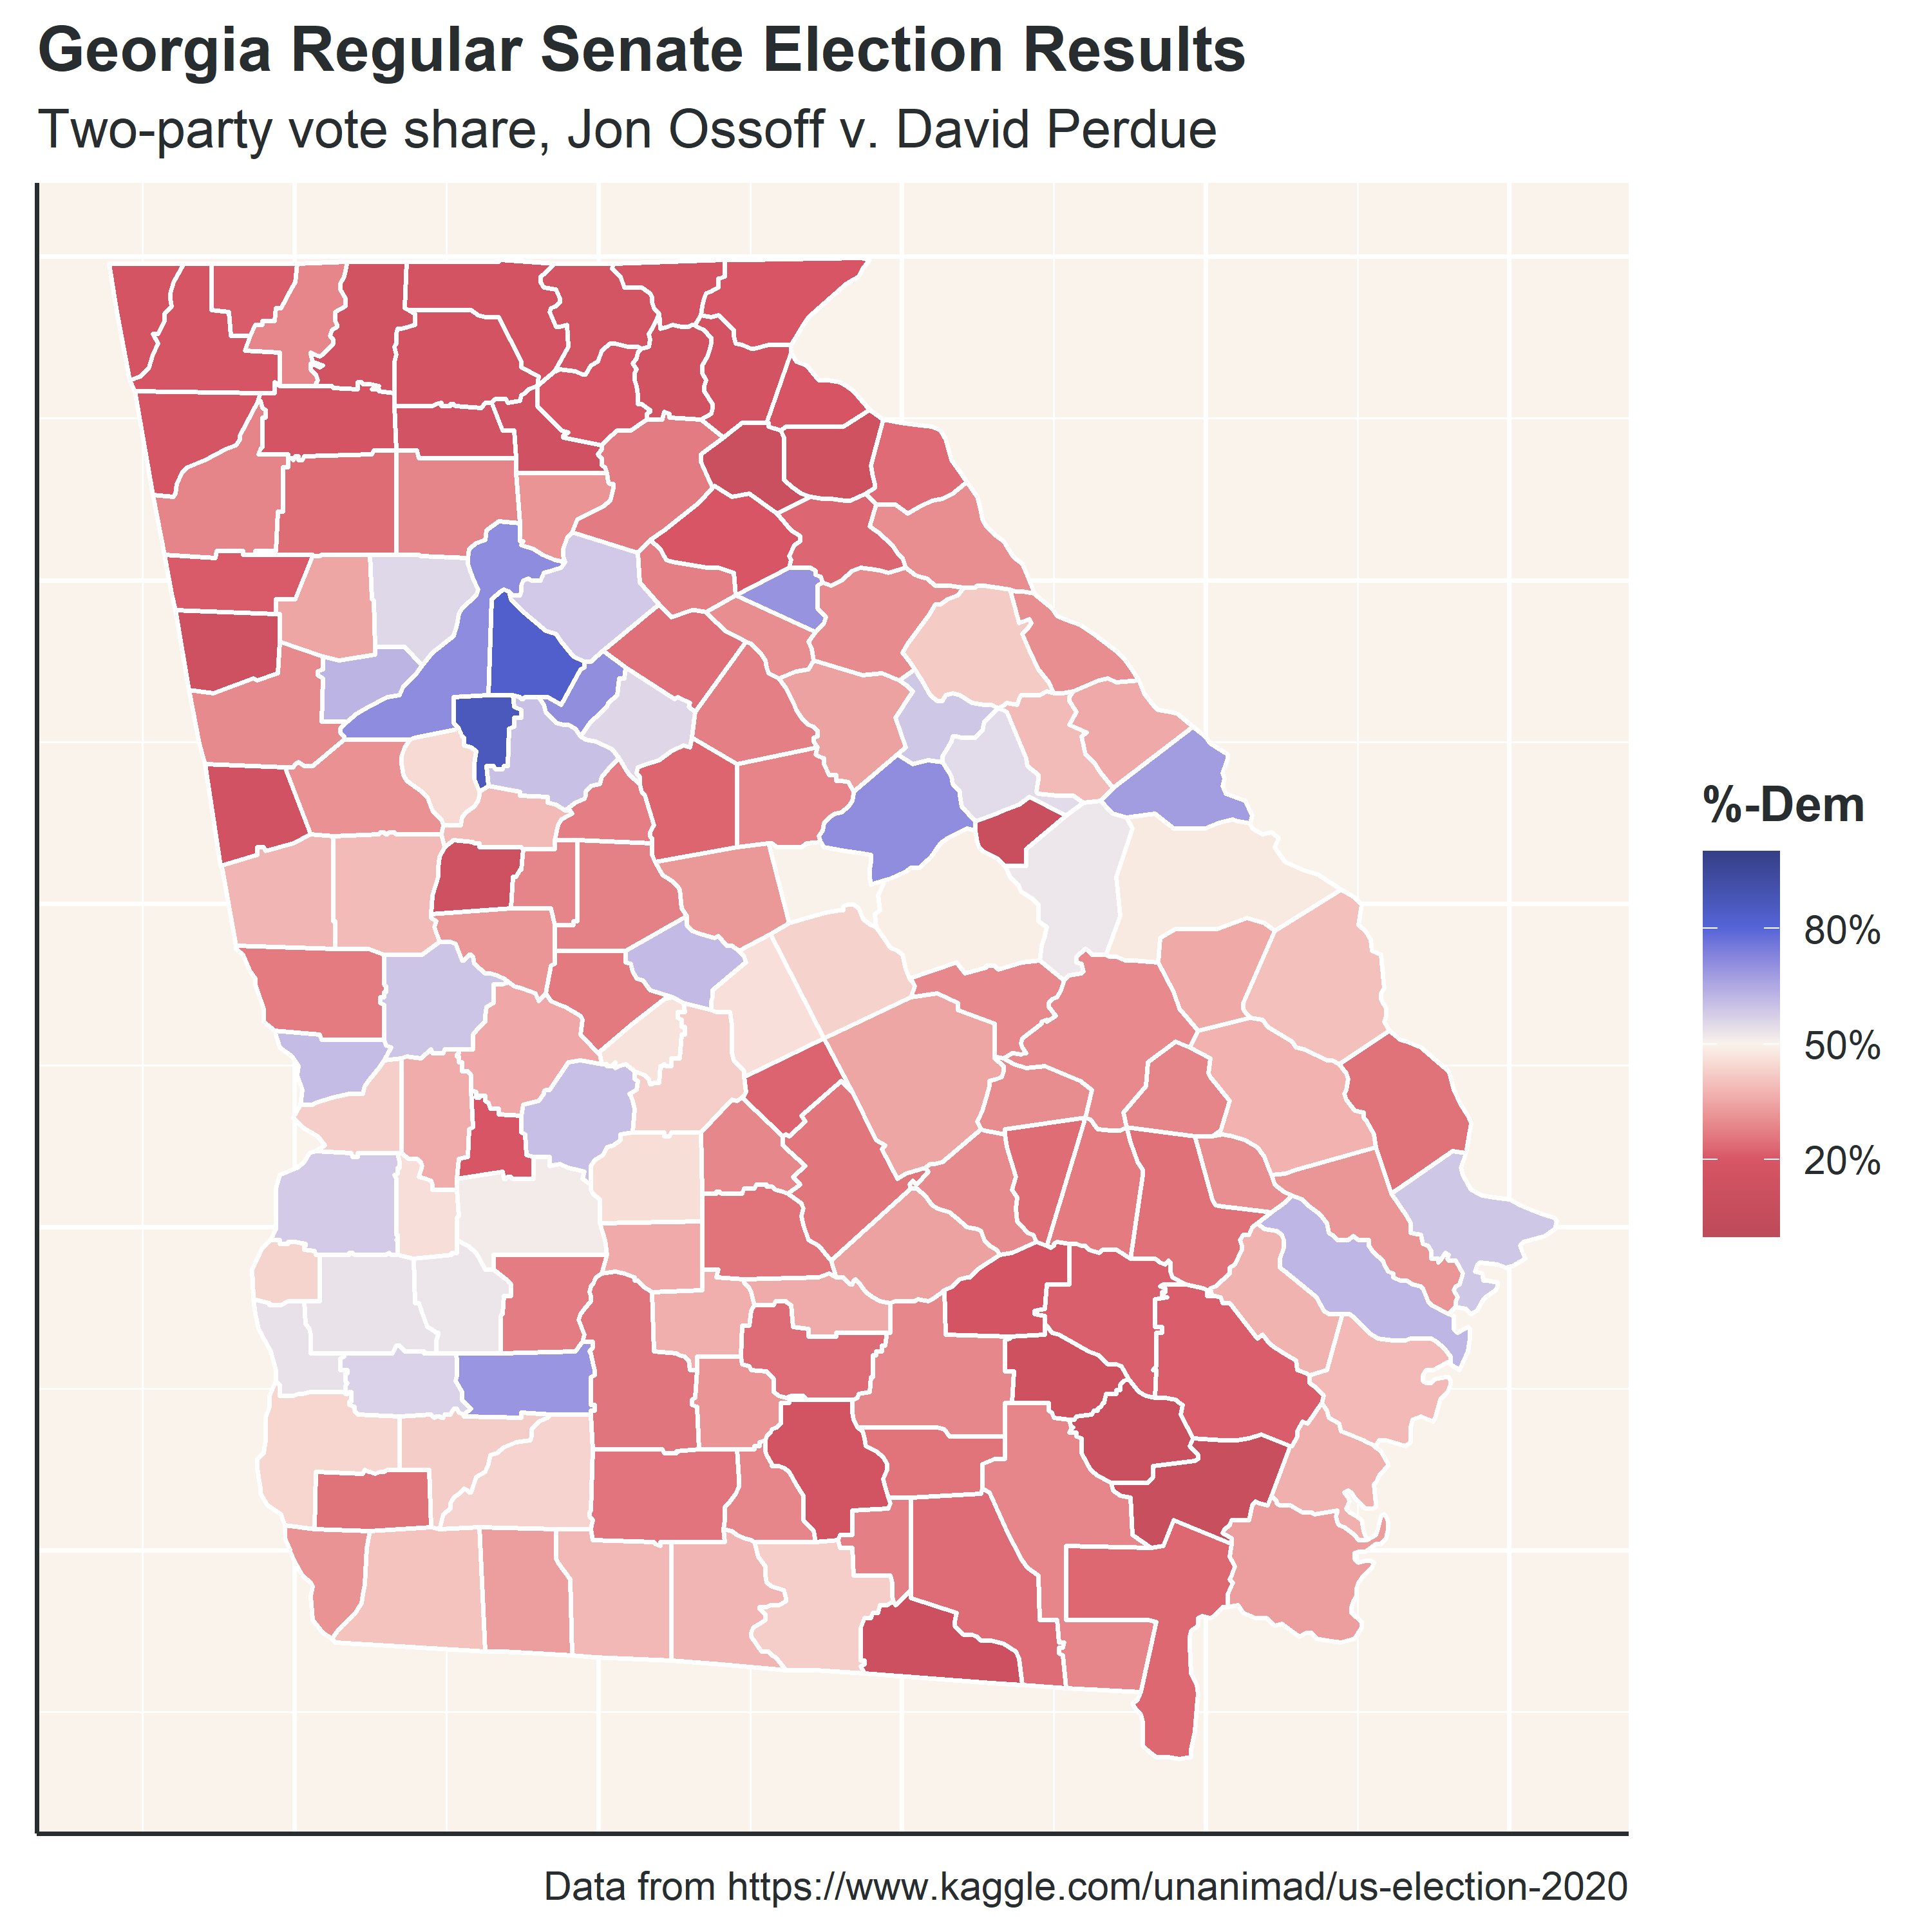 Georgia Regular Senate Election Results
Two-party vote share, Jon Ossoff v. David Perdue
%-Dem
80%
50%
20%
Data from https://www.kaggle.com/unanimad/us-election-2020